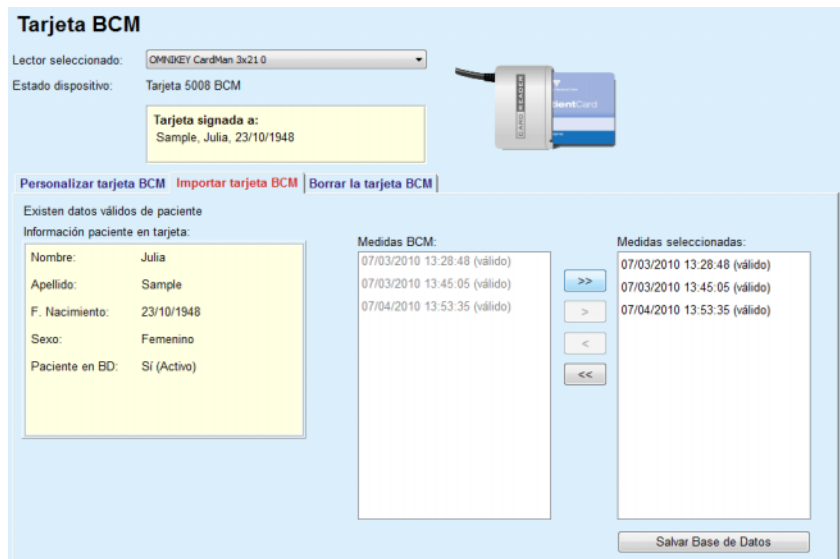 Tarjeta BCM
Lector seleccionado: OMNIKEY CardMan 3x21 0
Estado dispositivo: Tarjeta 5008 BCM
Tarjeta signada a:
Sample, Julia, 23/10/1948
CARD READER
ientCard
Personalizar tarjeta BCM Importar tarjeta BCM Borrar la tarjeta BCM
Existen datos válidos de paciente
Información paciente en tarjeta:
Nombre: Julia
Apellido: Sample
F. Nacimiento: 23/10/1948
Sexo: Femenino
Paciente en BD: Sí (Activo)
Medidas BCM:
07/03/2010 13:28:48 (válido)
07/03/2010 13:45:05 (válido)
07/04/2010 13:53:35 (válido)
>>
>
<
<<
Medidas seleccionadas:
07/03/2010 13:28:48 (válido)
07/03/2010 13:45:05 (válido)
07/04/2010 13:53:35 (válido)
Salvar Base de Datos